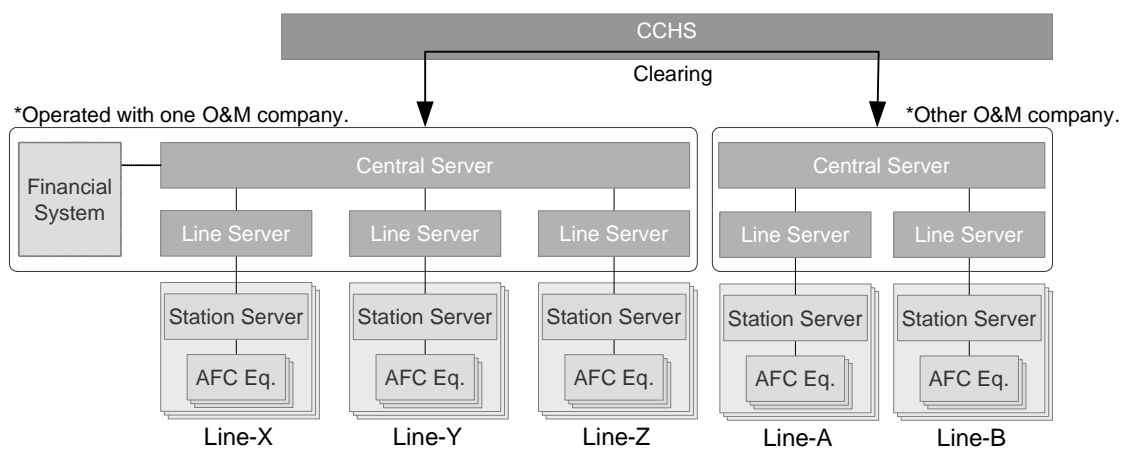 CCHS
Clearing
*Operated with one O&M company.
*Other O&M company.
Financial
System
Central Server
Central Server
Line Server
Line Server
Line Server
Line Server
Line Server
Station Server
Station Server
Station Server
Station Server
Station Server
AFC Eq.
AFC Eq.
AFC Eq.
AFC Eq.
AFC Eq.
Line-X
Line-Y
Line-Z
Line-A
Line-B